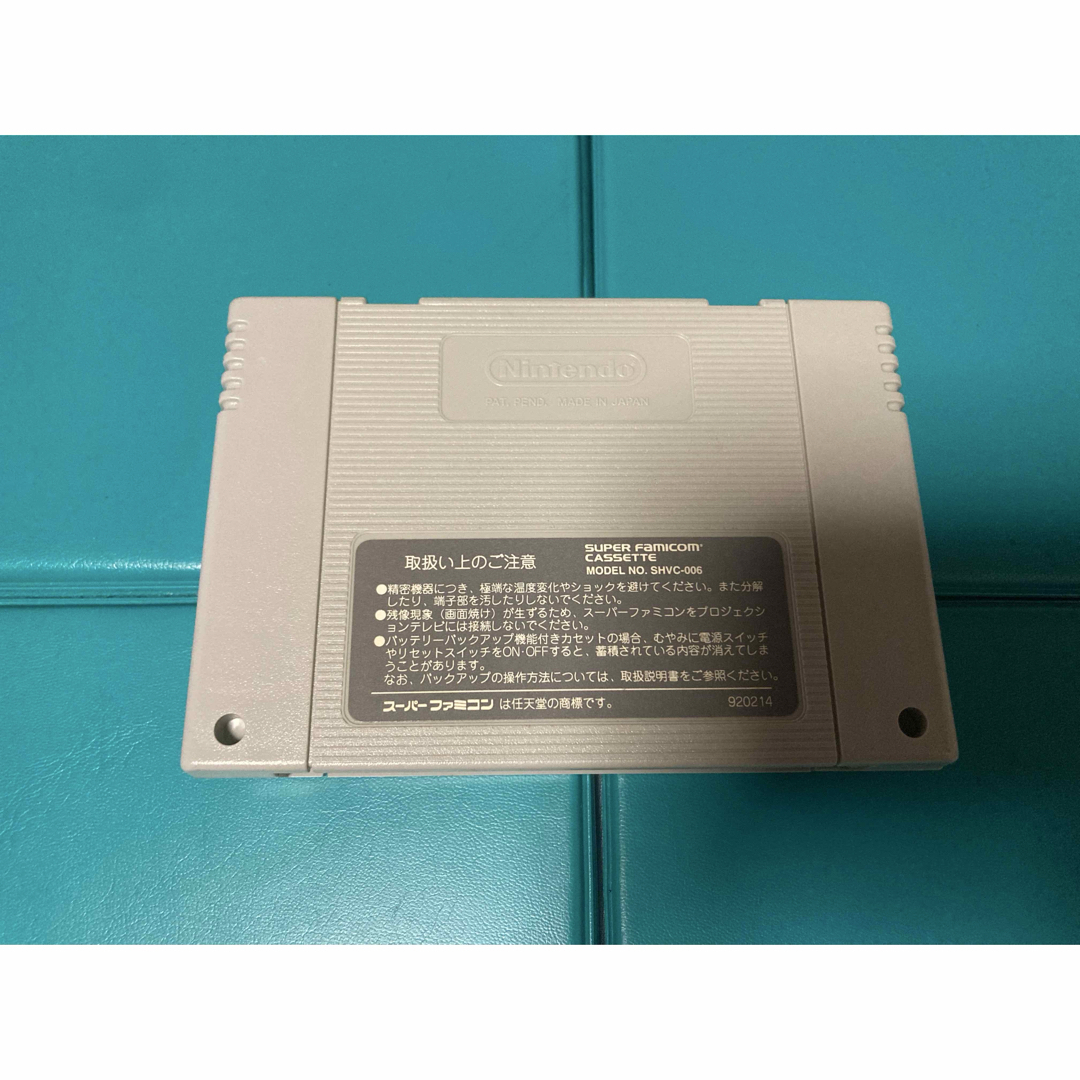 Nintendo
PAT. PEND. MADE IN JAPAN
取扱い上のご注意
SUPER Famicom
CASSETTE
MODEL NO. SHVC-006
●精密機器につき、極端な温度変化やショックを避けてください。また分解
したり、端子部を汚したりしないでください。
●残像現象（画面焼け）が生ずるため、スーパーファミコンをプロジェクシ
ョンテレビには接続しないでください。
●バッテリーバックアップ機能付きカセットの場合、むやみに電源スイッチ
やリセットスイッチをON・OFFすると、蓄積されている内容が消えてしま
うことがあります。
なお、バックアップの操作方法については、取扱説明書をご参照ください。
スーパーファミコン は任天堂の商標です。
920214